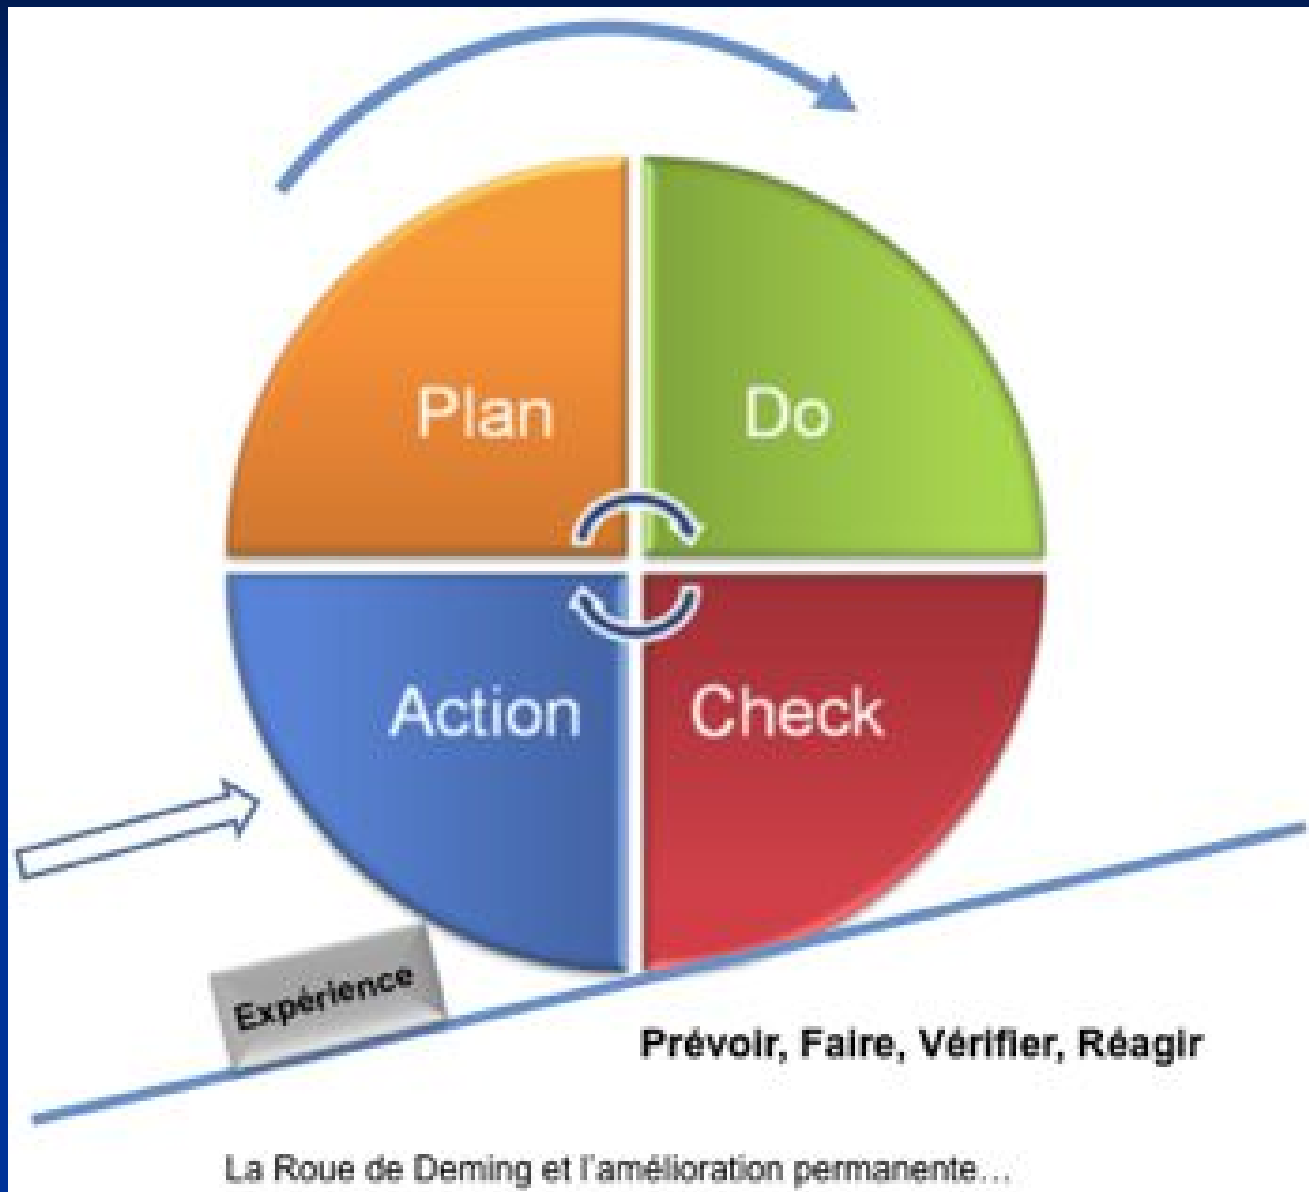 Plan
Do
Action
Check
Expérience
Prévoir, Faire, Vérifier, Réagir
La Roue de Deming et l'amélioration permanente...